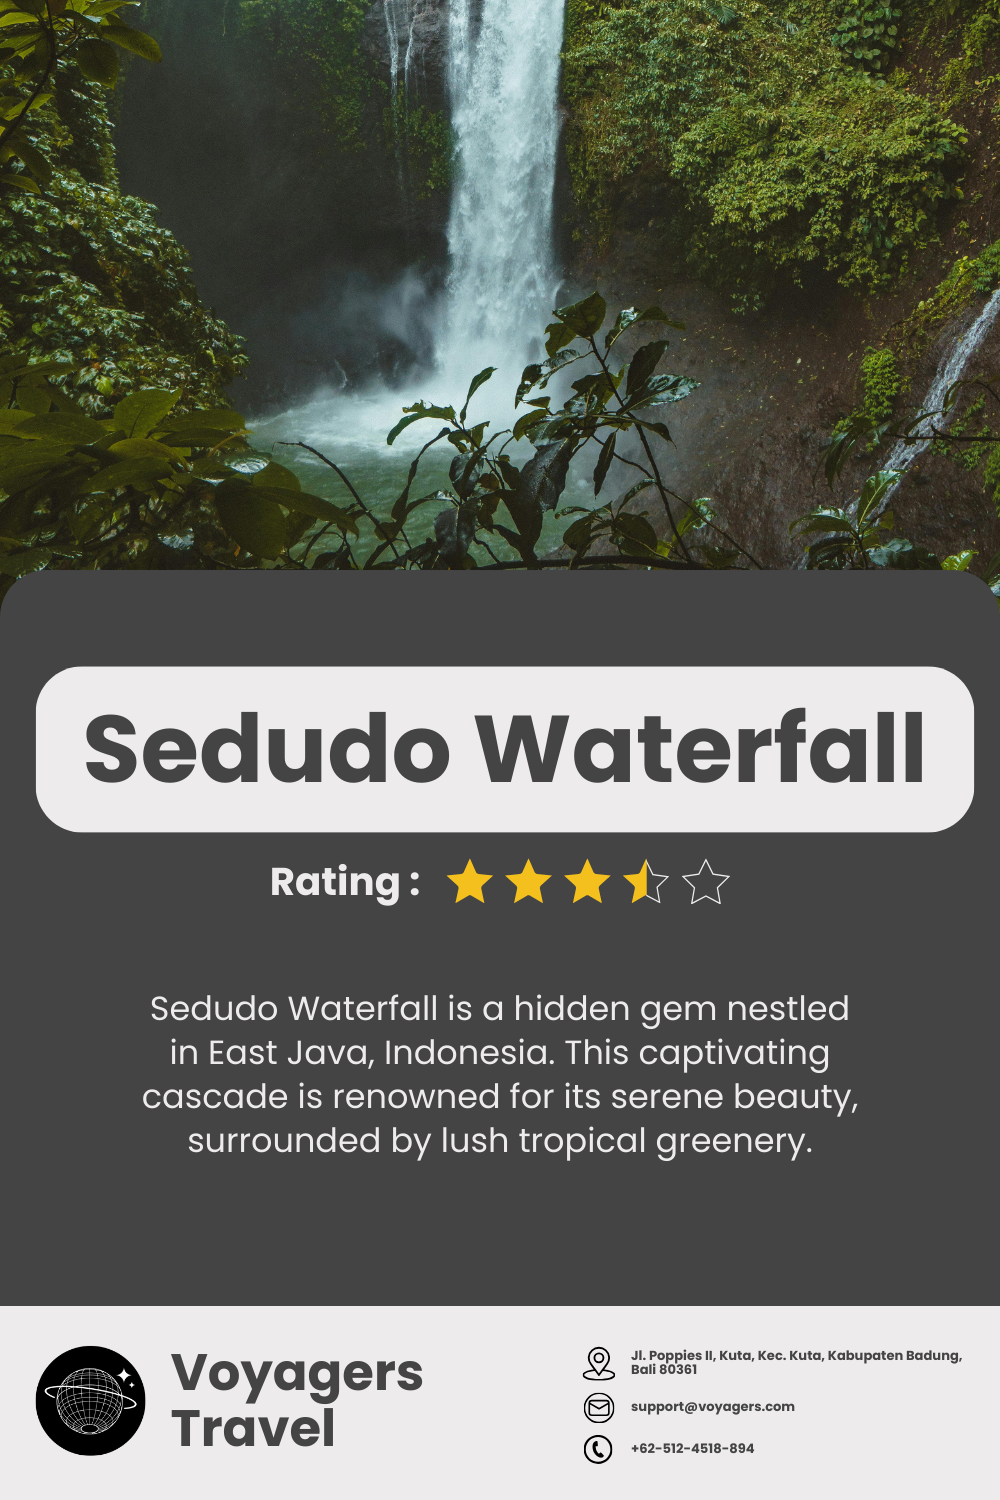 Sedudo Waterfall
Rating :
Sedudo Waterfall is a hidden gem nestled
in East Java, Indonesia. This captivating
cascade is renowned for its serene beauty,
surrounded by lush tropical greenery.
Voyagers
Travel
Jl. Poppies II, Kuta, Kec. Kuta, Kabupaten Badung,
Bali 80361
support@voyagers.com
+62-512-4518-894